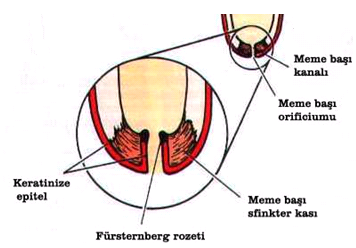 Meme başı
kanalı
Meme başı
orificiumu
Keratinize
epitel
Meme başı
sfinkter kası
Fürsternberg rozeti